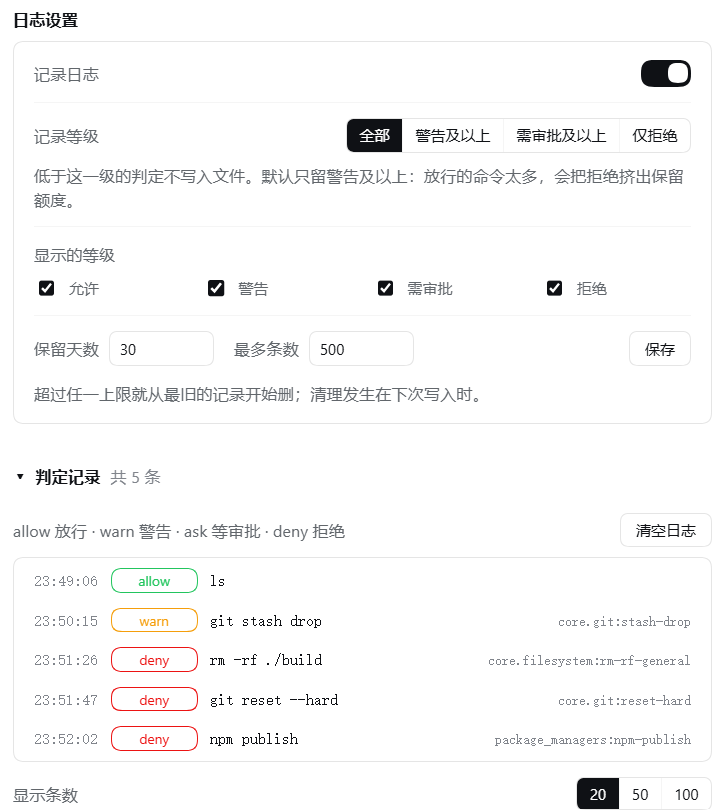 日志设置
记录日志
记录等级 全部 警告及以上 需审批及以上 仅拒绝
低于这一级的判定不写入文件。默认只留警告及以上：放行的命令太多，会把拒绝挤出保留
额度。
显示的等级
允许 警告 需审批 拒绝
保留天数 30 最多条数 500 保存
超过任一上限就从最旧的记录开始删；清理发生在下次写入时。
判定记录 共 5 条
allow 放行 · warn 警告 · ask 等审批 · deny 拒绝 清空日志
23:49:06 allow ls
23:50:15 warn git stash drop core.git:stash-drop
23:51:26 deny rm -rf ./build core.filesystem:rm-rf-general
23:51:47 deny git reset --hard core.git:reset-hard
23:52:02 deny npm publish package_managers:npm-publish
显示条数 20 50 100